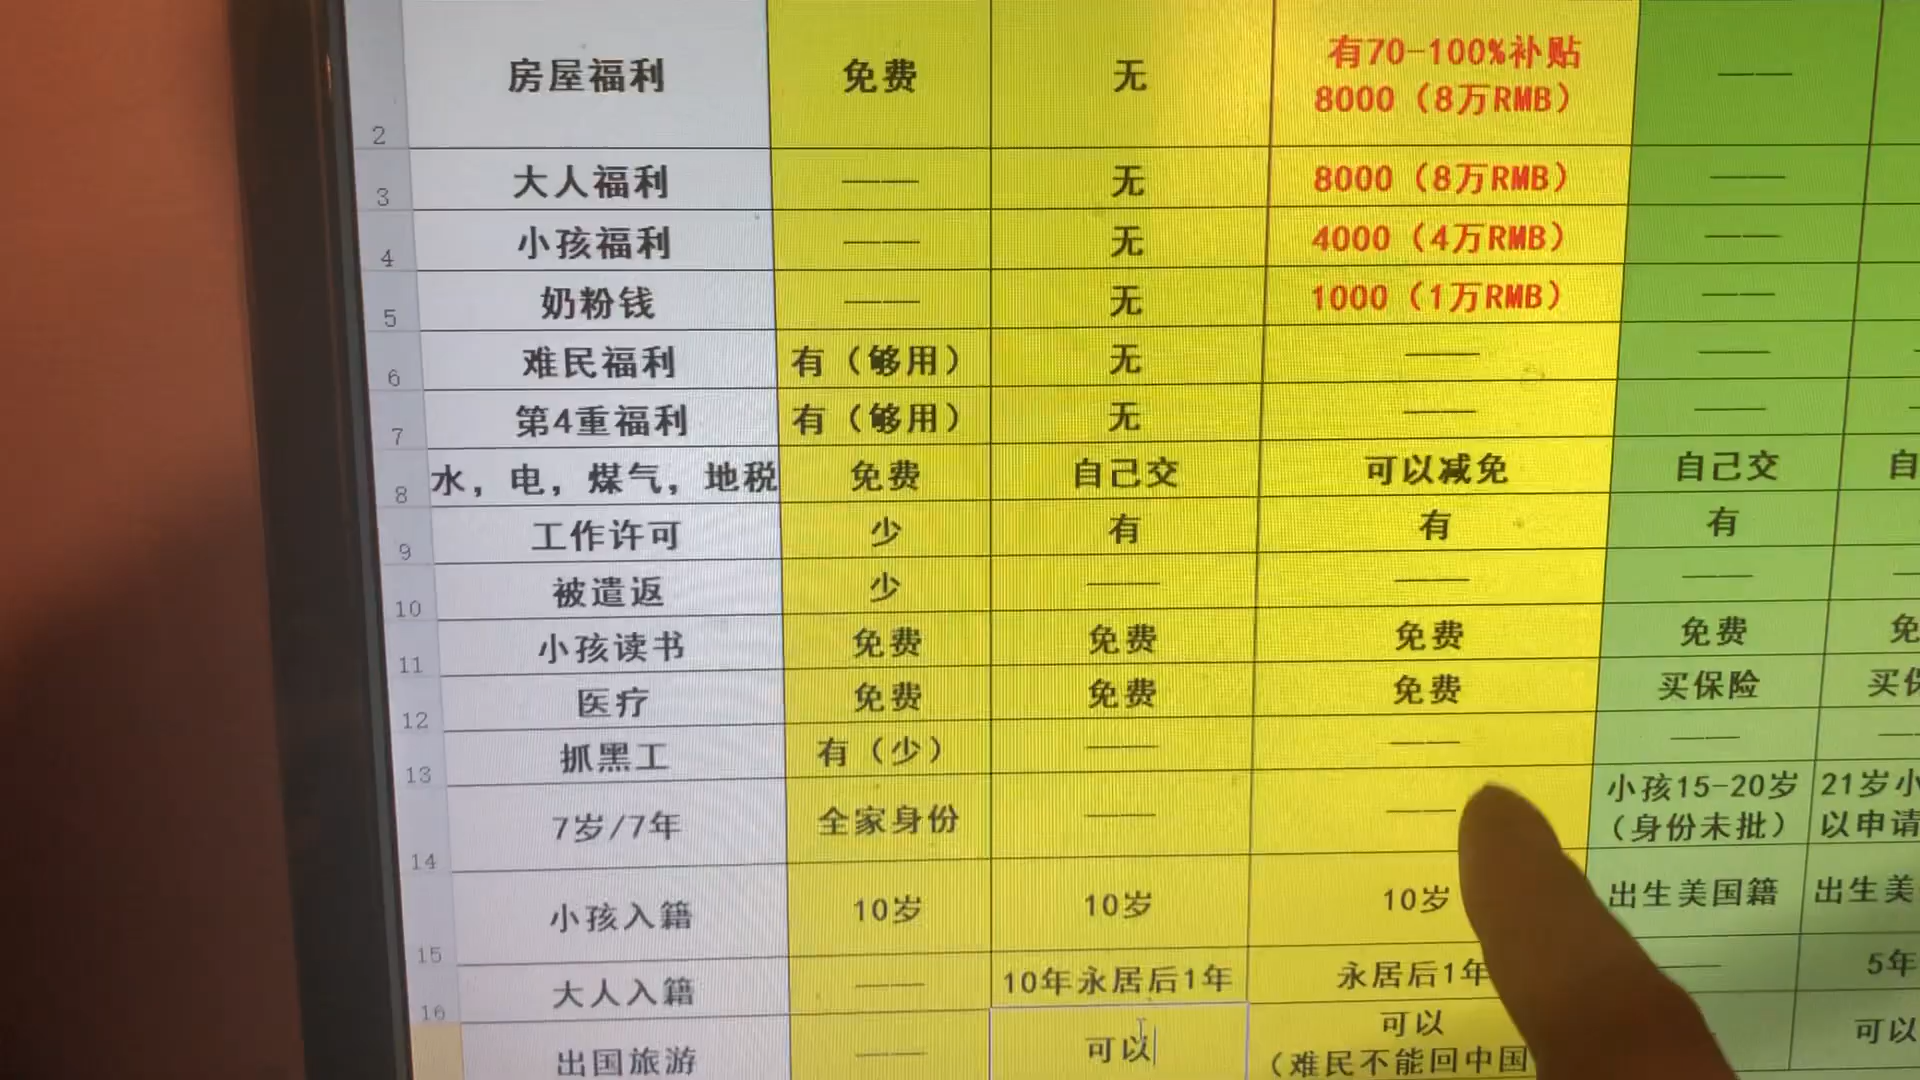 有70-100%补贴
2 房屋福利 免费 无 8000（8万RMB） ——
3 大人福利 —— 无 8000（8万RMB） ——
4 小孩福利 —— 无 4000（4万RMB） ——
5 奶粉钱 —— 无 1000（1万RMB） ——
6 难民福利 有（够用） 无 —— ——
7 第4重福利 有（够用） 无 —— ——
8 水，电，煤气，地税 免费 自己交 可以减免 自己交 自
9 工作许可 少 有 有 有
10 被遣返 少 —— —— ——
11 小孩读书 免费 免费 免费 免费 免
12 医疗 免费 免费 免费 买保险 买保
13 抓黑工 有（少） —— —— ——
14 7岁/7年 全家身份 —— —— 小孩15-20岁 21岁小
（身份未批） 以申请
15 小孩入籍 10岁 10岁 10岁 出生美国籍 出生美
16 大人入籍 —— 10年永居后1年 永居后1年 —— 5年
出国旅游 —— 可以 可以 可以
（难民不能回中国